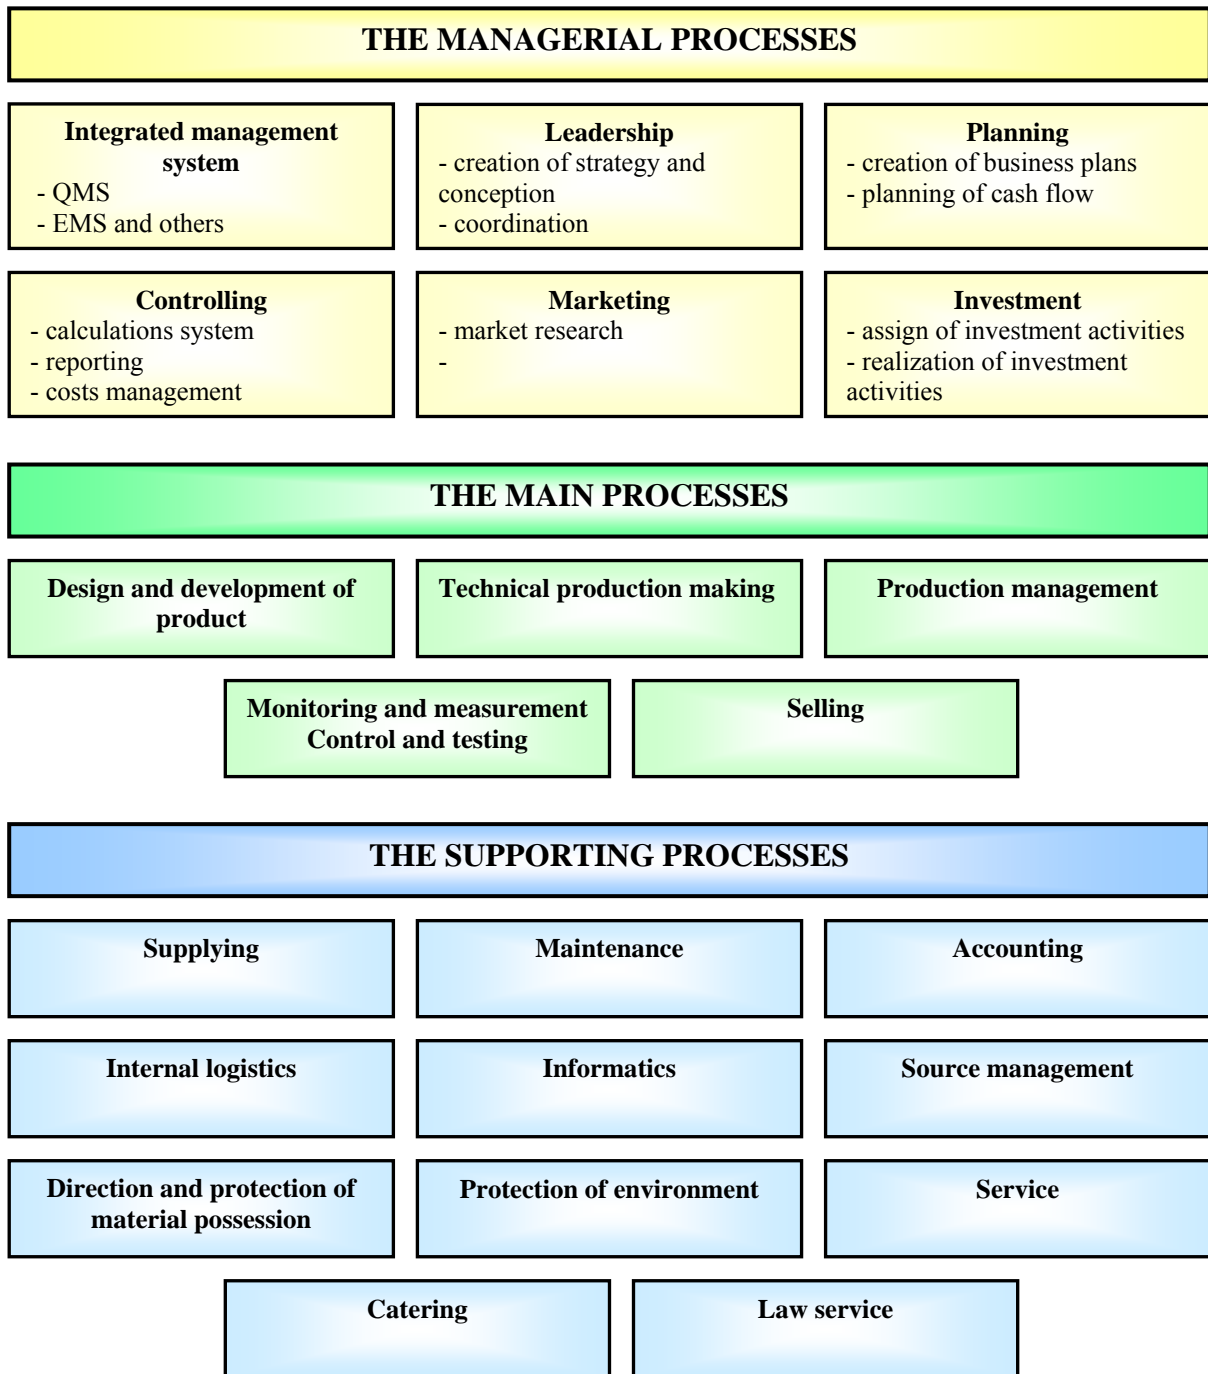 THE MANAGERIAL PROCESSES
Integrated management
system
- QMS
- EMS and others
Leadership
- creation of strategy and
conception
- coordination
Planning
- creation of business plans
- planning of cash flow
Controlling
- calculations system
- reporting
- costs management
Marketing
- market research
-
Investment
- assign of investment activities
- realization of investment
activities
THE MAIN PROCESSES
Design and development of
product
Technical production making
Production management
Monitoring and measurement
Control and testing
Selling
THE SUPPORTING PROCESSES
Supplying
Maintenance
Accounting
Internal logistics
Informatics
Source management
Direction and protection of
material possession
Protection of environment
Service
Catering
Law service